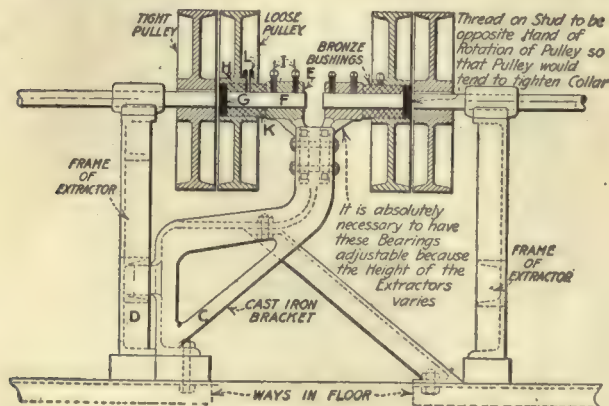 TIGHT
PULLEY
LOOSE
PULLEY
Thread on Stud to be
opposite Hand of
Rotation of Pulley so
that Pulley would
tend to tighten Collar
BRONZE
BUSHINGS
H
L
I
E
G
F
K
FRAME
OF
EXTRACTOR
It is absolutely
necessary to have
these Bearings
adjustable because
the Height of the
Extractors
varies
FRAME
OF
EXTRACTOR
D
C
CAST IRON
BRACKET
WAYS IN FLOOR